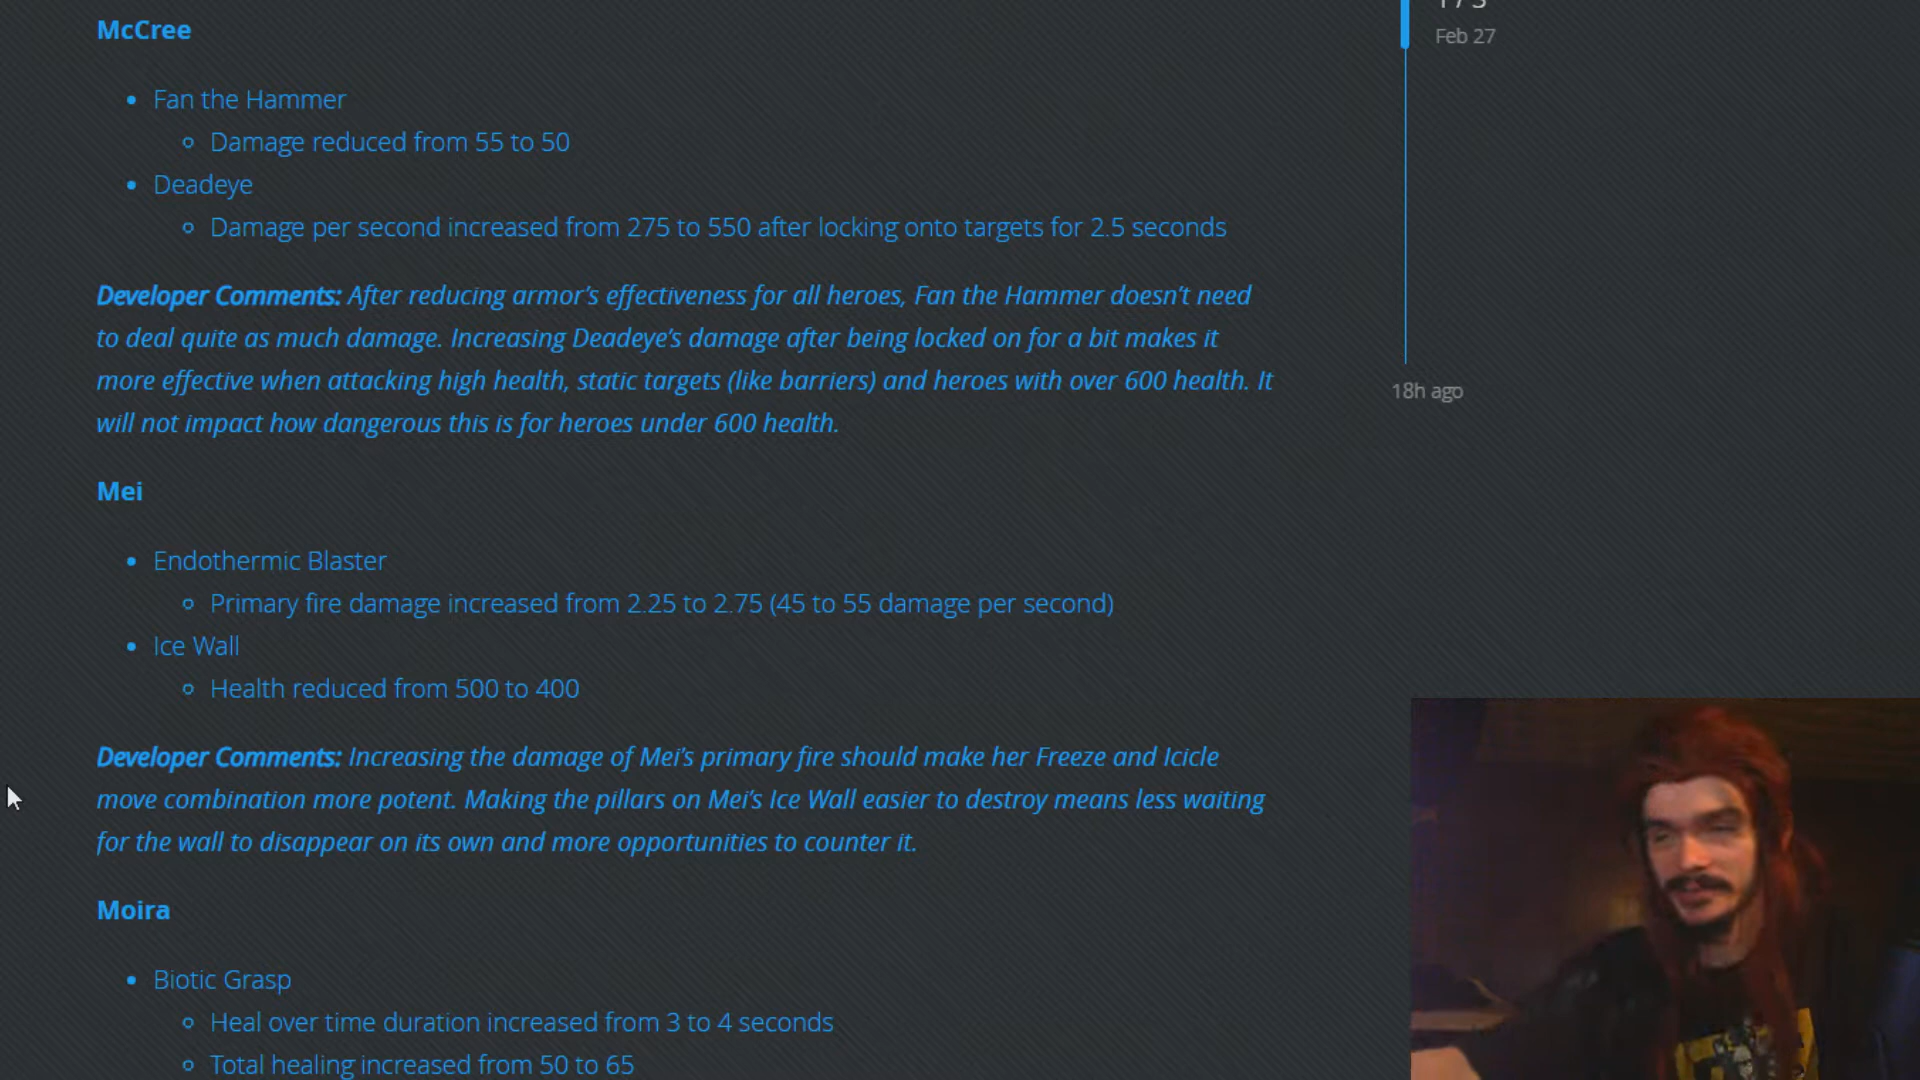 McCree
1 / 3
Feb 27
• Fan the Hammer
◦ Damage reduced from 55 to 50
• Deadeye
◦ Damage per second increased from 275 to 550 after locking onto targets for 2.5 seconds
Developer Comments: After reducing armor’s effectiveness for all heroes, Fan the Hammer doesn’t need
to deal quite as much damage. Increasing Deadeye’s damage after being locked on for a bit makes it
more effective when attacking high health, static targets (like barriers) and heroes with over 600 health. It
will not impact how dangerous this is for heroes under 600 health.
18h ago
Mei
• Endothermic Blaster
◦ Primary fire damage increased from 2.25 to 2.75 (45 to 55 damage per second)
• Ice Wall
◦ Health reduced from 500 to 400
Developer Comments: Increasing the damage of Mei’s primary fire should make her Freeze and Icicle
move combination more potent. Making the pillars on Mei’s Ice Wall easier to destroy means less waiting
for the wall to disappear on its own and more opportunities to counter it.
Moira
• Biotic Grasp
◦ Heal over time duration increased from 3 to 4 seconds
◦ Total healing increased from 50 to 65